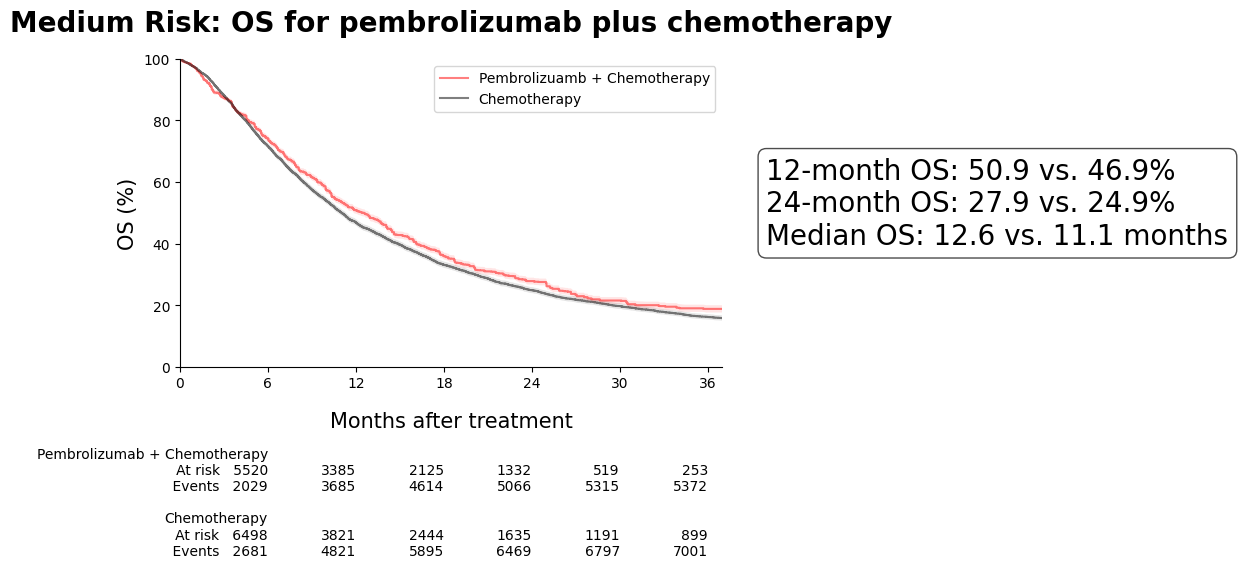 Medium Risk: OS for pembrolizumab plus chemotherapy
100
80
60
40
20
0
OS (%)
Pembrolizuamb + Chemotherapy
Chemotherapy
12-month OS: 50.9 vs. 46.9%
24-month OS: 27.9 vs. 24.9%
Median OS: 12.6 vs. 11.1 months
0 6 12 18 24 30 36
Months after treatment
Pembrolizumab + Chemotherapy
At risk 5520 3385 2125 1332 519 253
Events 2029 3685 4614 5066 5315 5372
Chemotherapy
At risk 6498 3821 2444 1635 1191 899
Events 2681 4821 5895 6469 6797 7001